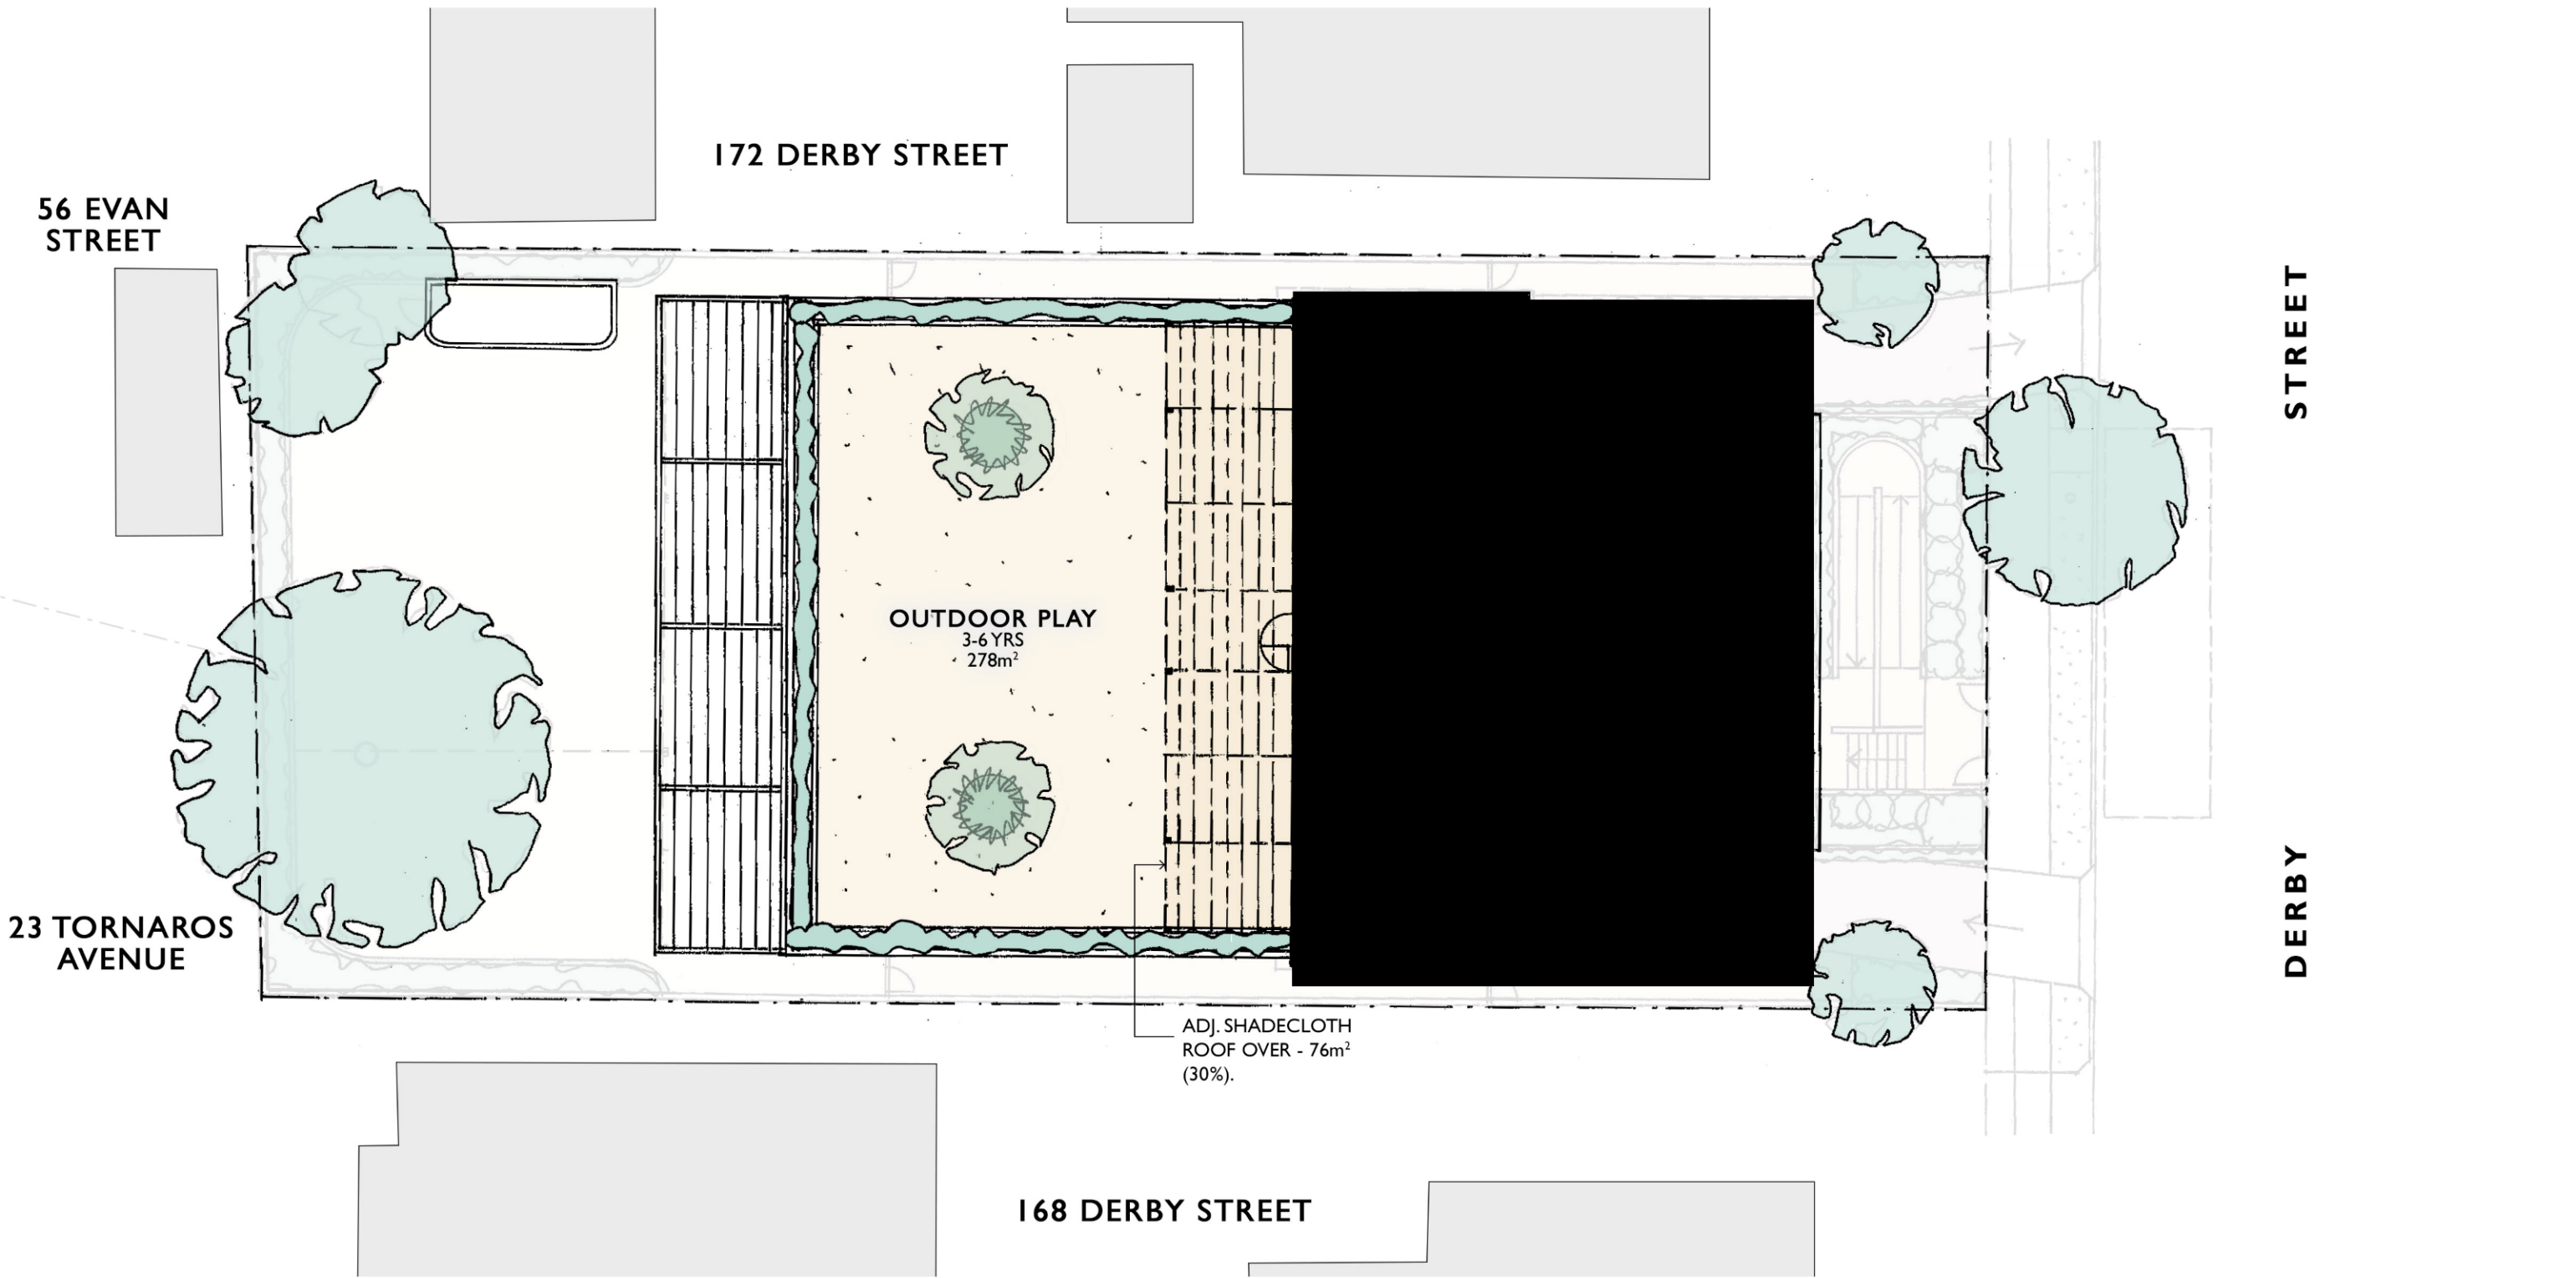 172 DERBY STREET
56 EVAN
STREET
OUTDOOR PLAY
3-6 YRS
278m²
23 TORNAROS
AVENUE
ADJ. SHADECLOTH
ROOF OVER - 76m²
(30%).
168 DERBY STREET
DERBY STREET